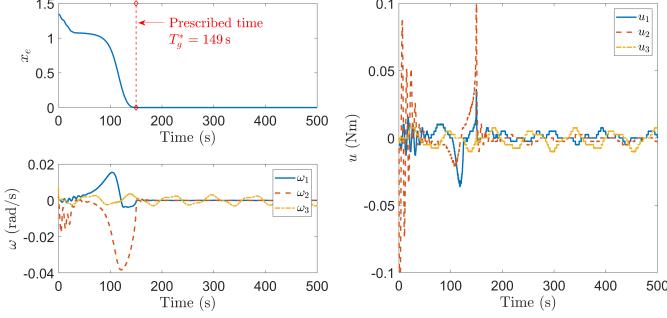 1.5
1
0.5
0
x_e
Prescribed time
T_g^* = 149 s
0 100 200 300 400 500
Time (s)
0.02
0
-0.02
-0.04
ω (rad/s)
ω_1
ω_2
ω_3
0 100 200 300 400 500
Time (s)
0.1
0.05
0
-0.05
-0.1
u (Nm)
u_1
u_2
u_3
0 100 200 300 400 500
Time (s)